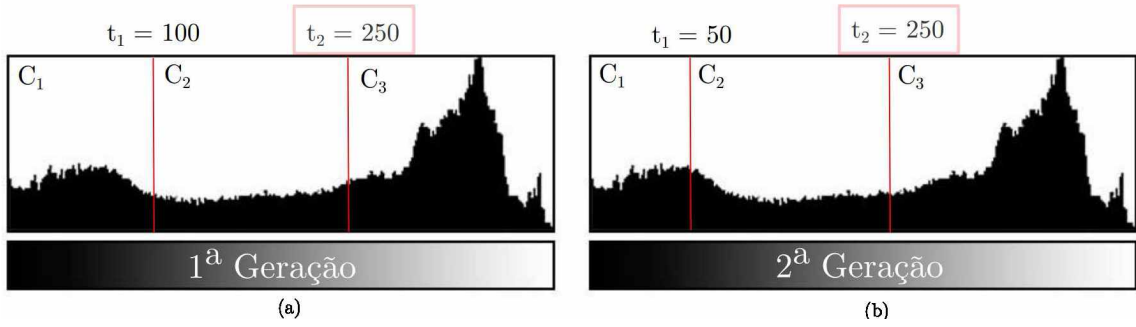 t1 = 100
t2 = 250
C1
C2
C3
1ª Geração
(a)
t1 = 50
t2 = 250
C1
C2
C3
2ª Geração
(b)